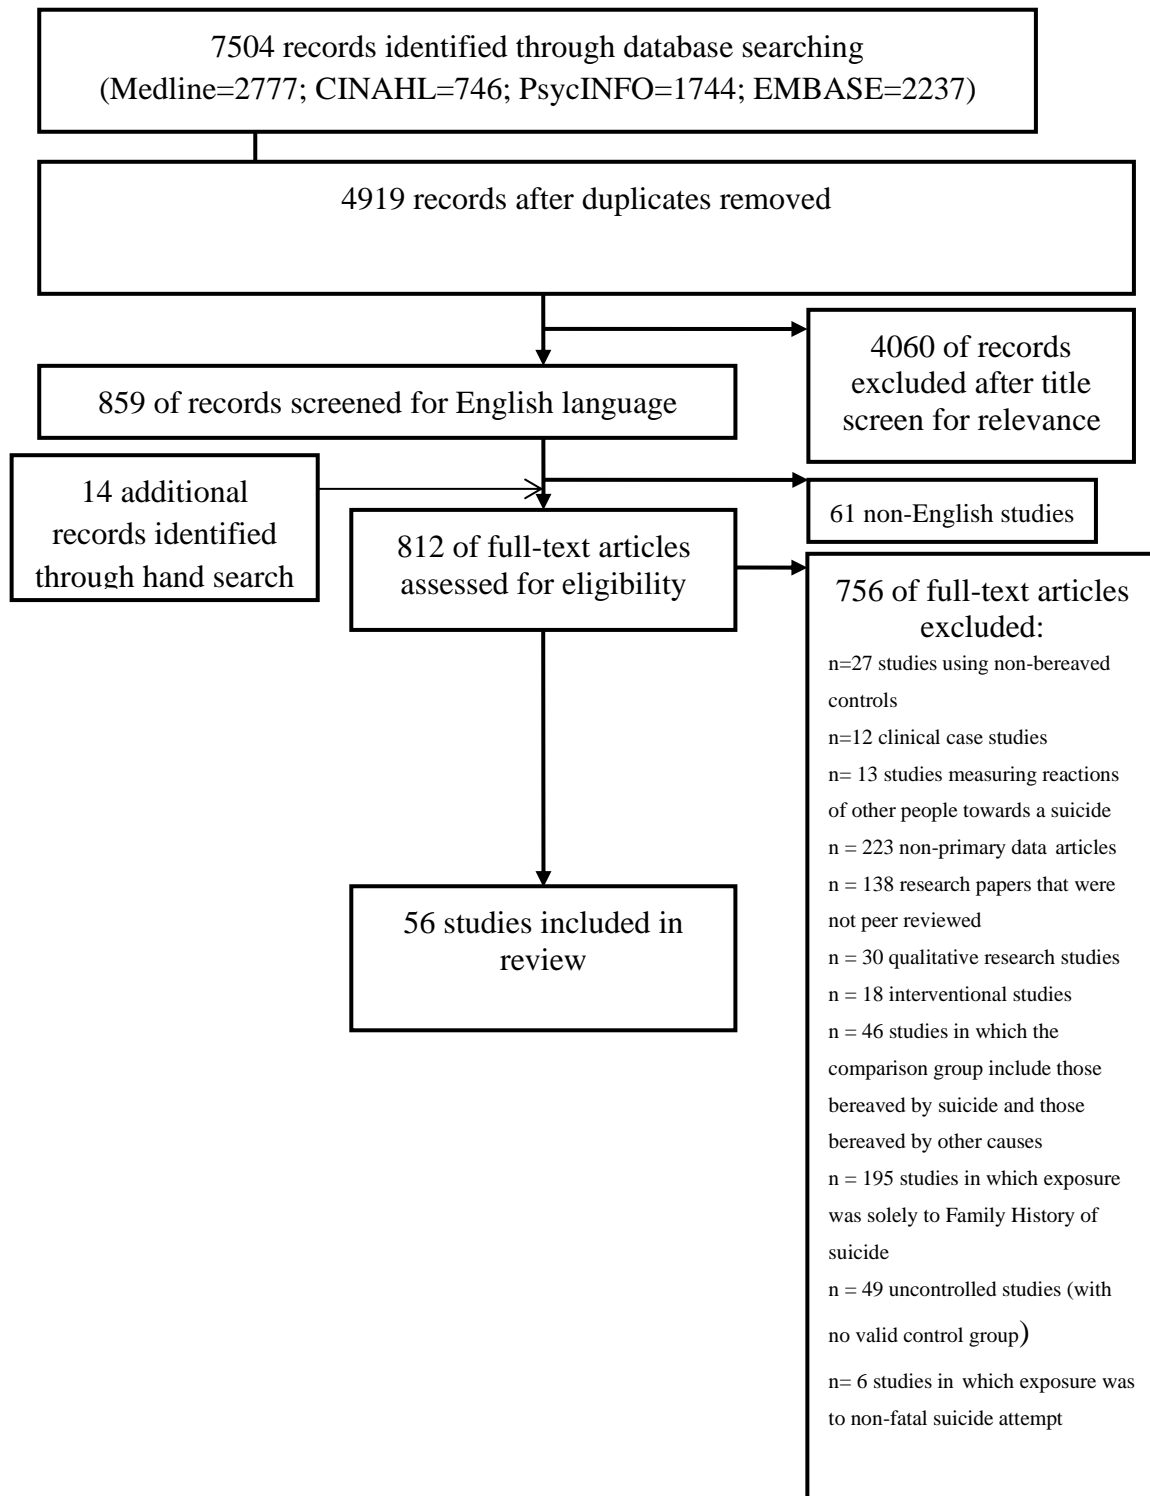 7504 records identified through database searching
(Medline=2777; CINAHL=746; PsycINFO=1744; EMBASE=2237)
4919 records after duplicates removed
4060 of records
excluded after title
screen for relevance
859 of records screened for English language
14 additional
records identified
through hand search
61 non-English studies
812 of full-text articles
assessed for eligibility
756 of full-text articles
excluded:
n=27 studies using non-bereaved
controls
n=12 clinical case studies
n= 13 studies measuring reactions
of other people towards a suicide
n = 223 non-primary data articles
n = 138 research papers that were
not peer reviewed
n = 30 qualitative research studies
n = 18 interventional studies
n = 46 studies in which the
comparison group include those
bereaved by suicide and those
bereaved by other causes
n = 195 studies in which exposure
was solely to Family History of
suicide
n = 49 uncontrolled studies (with
no valid control group)
n= 6 studies in which exposure was
to non-fatal suicide attempt
56 studies included in
review